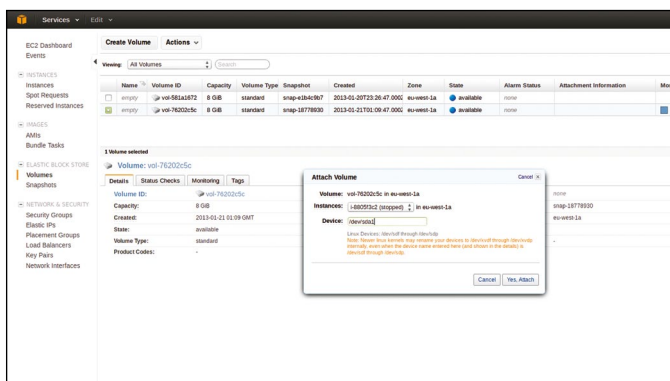 Services Edit
EC2 Dashboard
Events
INSTANCES
Instances
Spot Requests
Reserved Instances
IMAGES
AMIs
Bundle Tasks
ELASTIC BLOCK STORE
Volumes
Snapshots
NETWORK & SECURITY
Security Groups
Elastic IPs
Placement Groups
Load Balancers
Key Pairs
Network Interfaces
Create Volume Actions
Viewing: All Volumes Search
Name Volume ID Capacity Volume Type Snapshot Created Zone State Alarm Status Attachment Information
empty vol-581a1672 8 GiB standard snap-e1b4c9b7 2013-01-20T23:26:47.000Z eu-west-1a available none
empty vol-76202c5c 8 GiB standard snap-18778930 2013-01-21T01:09:47.000Z eu-west-1a available none
1 Volume selected
Volume: vol-76202c5c
Details Status Checks Monitoring Tags
Volume ID: vol-76202c5c
Capacity: 8 GiB
Created: 2013-01-21 01:09 GMT
State: available
Volume Type: standard
Product Codes: -
none
snap-18778930
eu-west-1a
-
Attach Volume Cancel
Volume: vol-76202c5c in eu-west-1a
Instances: i-8805f3c2 (stopped) in eu-west-1a
Device: /dev/sda1
Linux Devices: /dev/sdf through /dev/sdp
Note: Newer linux kernels may rename your devices to /dev/xvdf through /dev/xvdp
internally, even when the device name entered here (and shown in the details) is
/dev/sdf through /dev/sdp.
Cancel Yes, Attach